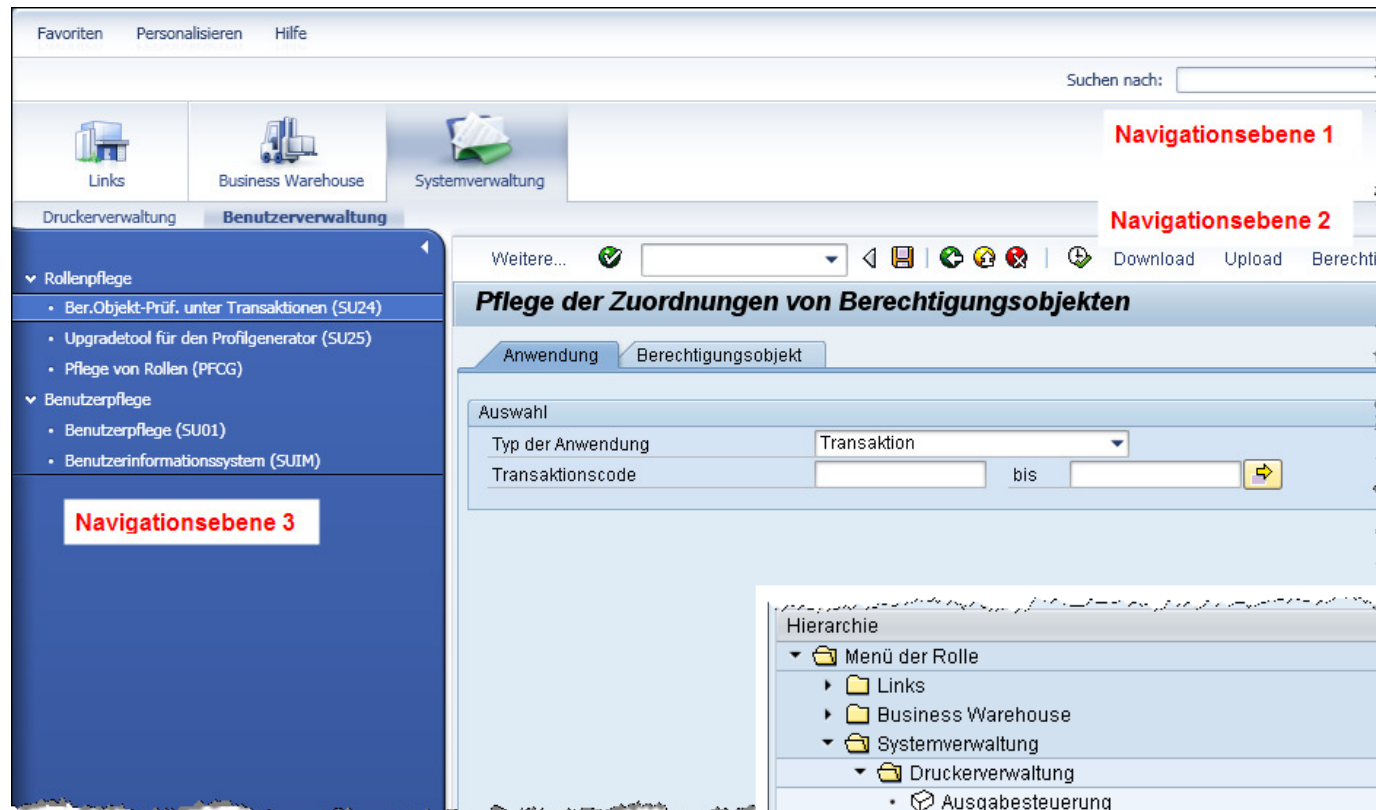 Favoriten Personalisieren Hilfe
Suchen nach:
Navigationsebene 1
Links Business Warehouse Systemverwaltung
Druckerverwaltung Benutzerverwaltung
Navigationsebene 2
Rollenpflege
Ber.Objekt-Prüf. unter Transaktionen (SU24)
Upgradetool für den Profilgenerator (SU25)
Pflege von Rollen (PFCG)
Benutzerpflege
Benutzerpflege (SU01)
Benutzerinformationssystem (SUIM)
Navigationsebene 3
Weitere... Download Upload Berechti
Pflege der Zuordnungen von Berechtigungsobjekten
Anwendung Berechtigungsobjekt
Auswahl
Typ der Anwendung Transaktion
Transaktionscode bis
Hierarchie
Menü der Rolle
Links
Business Warehouse
Systemverwaltung
Druckerverwaltung
Ausgabesteuerung